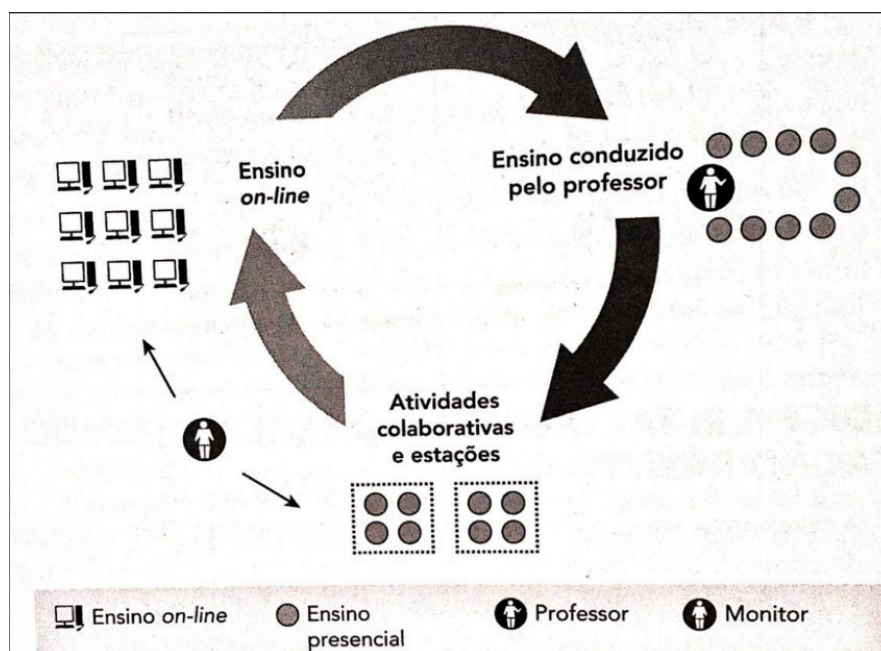 Ensino
on-line
Ensino conduzido
pelo professor
Atividades
colaborativas
e estações
Ensino on-line
Ensino
presencial
Professor
Monitor